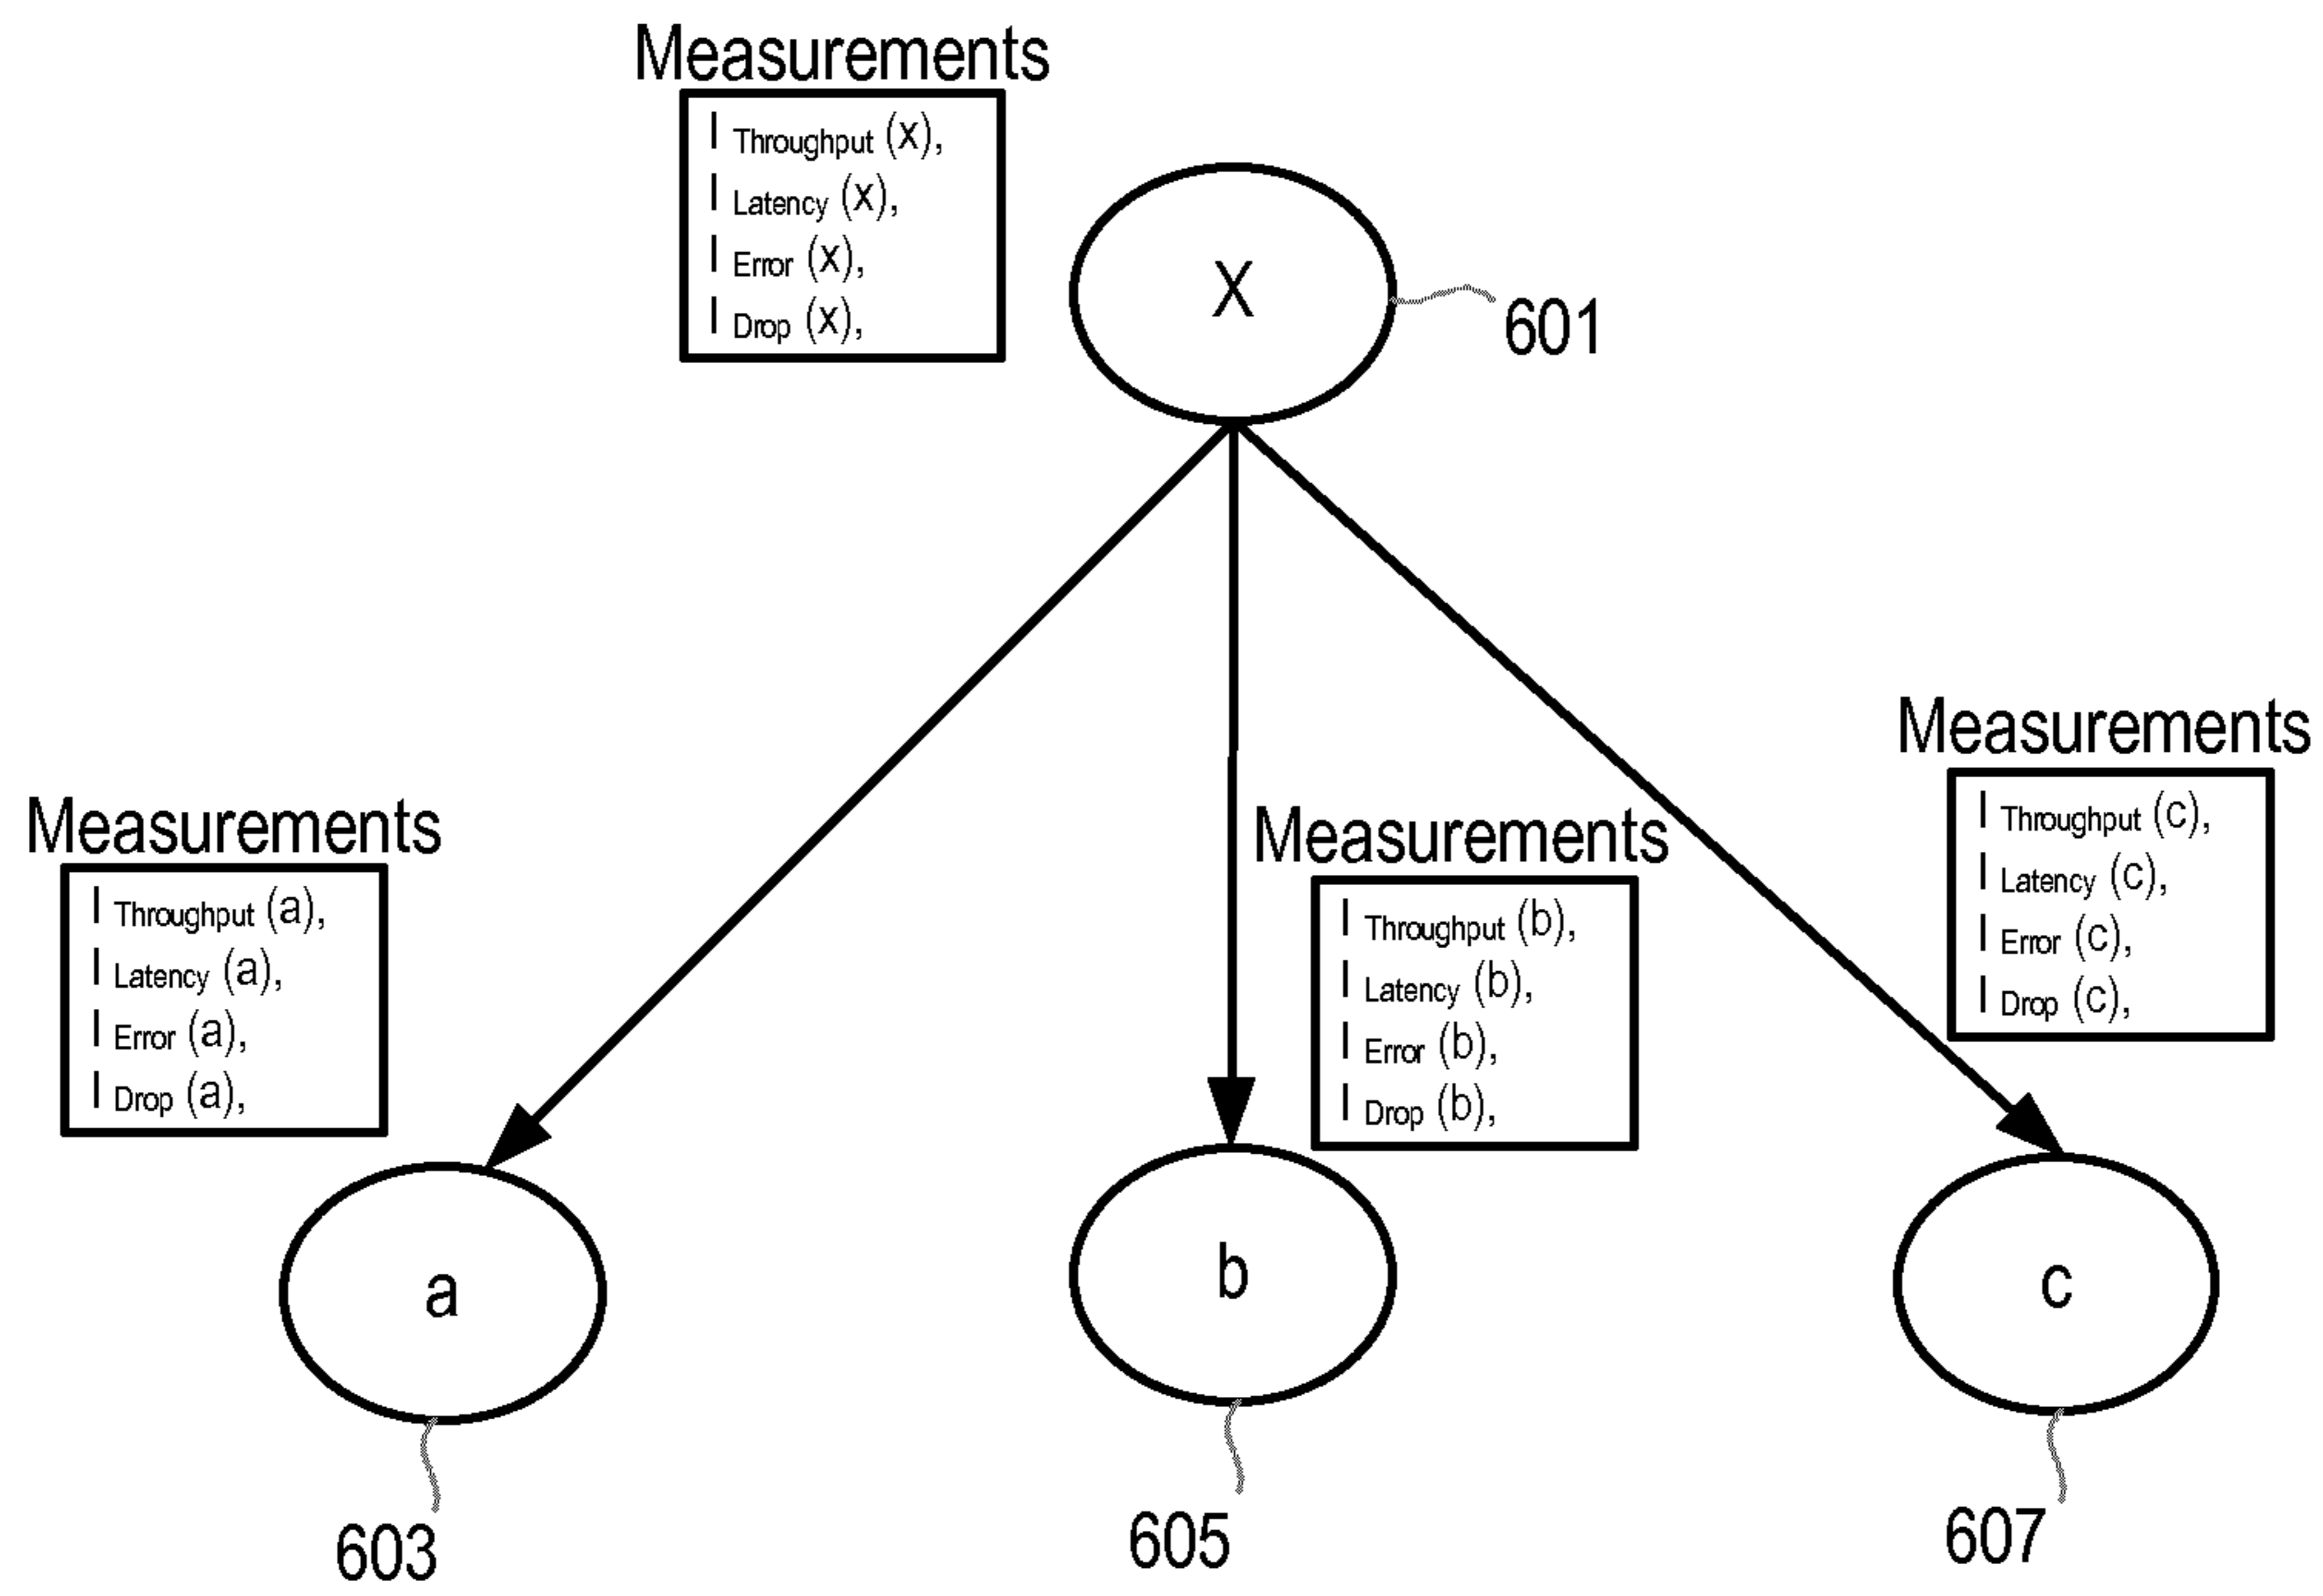 Measurements
I Throughput (x),
I Latency (x),
I Error (x),
I Drop (x),
X
601
Measurements
I Throughput (a),
I Latency (a),
I Error (a),
I Drop (a),
Measurements
I Throughput (b),
I Latency (b),
I Error (b),
I Drop (b),
Measurements
I Throughput (c),
I Latency (c),
I Error (c),
I Drop (c),
a
b
c
603
605
607